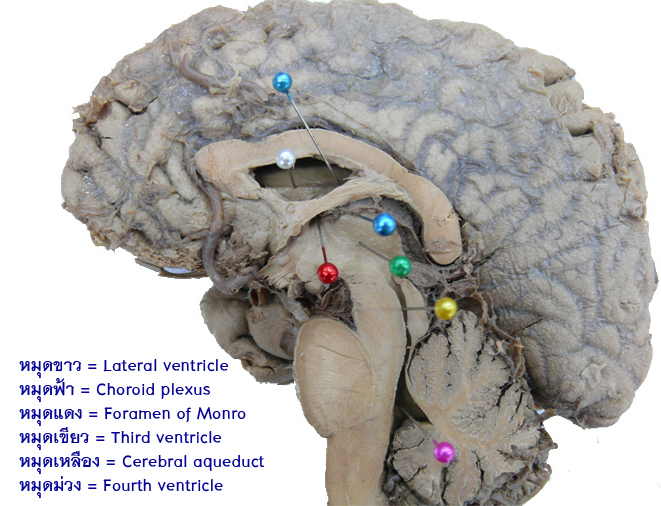 หมุดขาว = Lateral ventricle
หมุดฟ้า = Choroid plexus
หมุดแดง = Foramen of Monro
หมุดเขียว = Third ventricle
หมุดเหลือง = Cerebral aqueduct
หมุดม่วง = Fourth ventricle